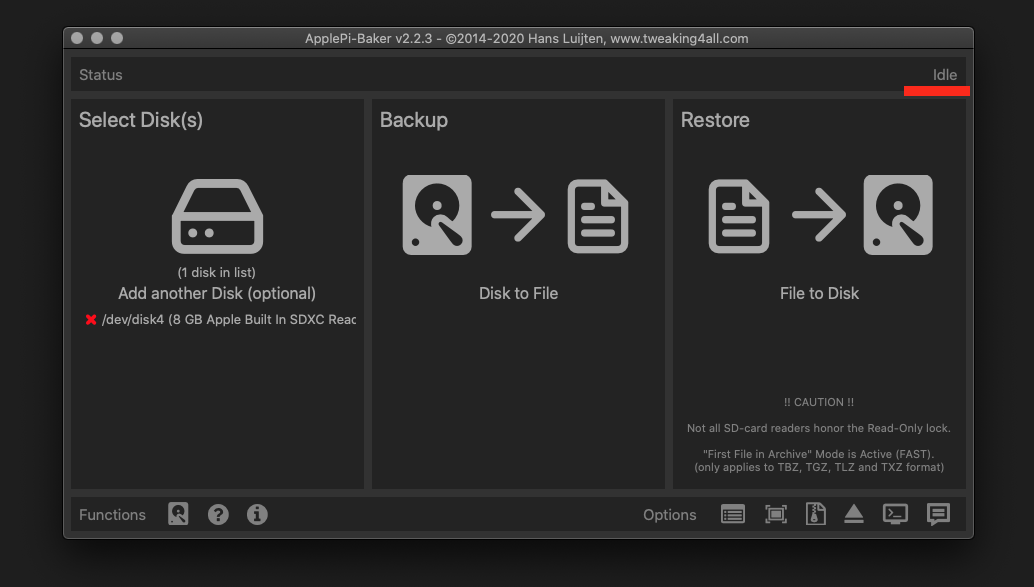 ApplePi-Baker v2.2.3 - ©2014-2020 Hans Luijten, www.tweaking4all.com
Status
Idle
Select Disk(s)
(1 disk in list)
Add another Disk (optional)
/dev/disk4 (8 GB Apple Built In SDXC Reac
Backup
Disk to File
Restore
File to Disk
!! CAUTION !!
Not all SD-card readers honor the Read-Only lock.
"First File in Archive" Mode is Active (FAST).
(only applies to TBZ, TGZ, TLZ and TXZ format)
Functions
Options